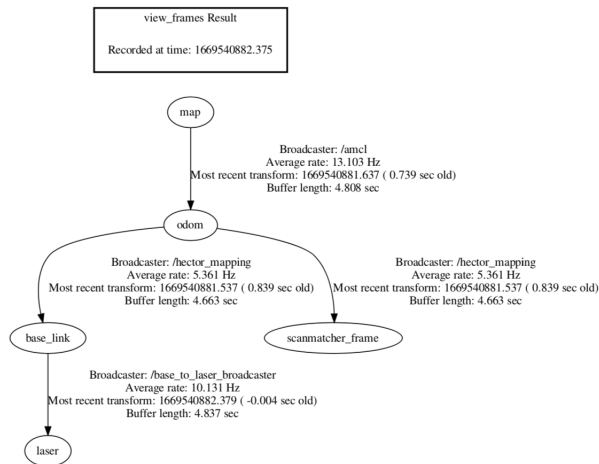 view_frames Result
Recorded at time: 1669540882.375
map
Broadcaster: /amcl
Average rate: 13.103 Hz
Most recent transform: 1669540881.637 ( 0.739 sec old)
Buffer length: 4.808 sec
odom
Broadcaster: /hector_mapping
Average rate: 5.361 Hz
Most recent transform: 1669540881.537 ( 0.839 sec old)
Buffer length: 4.663 sec
Broadcaster: /hector_mapping
Average rate: 5.361 Hz
Most recent transform: 1669540881.537 ( 0.839 sec old)
Buffer length: 4.663 sec
base_link
scanmatcher_frame
Broadcaster: /base_to_laser_broadcaster
Average rate: 10.131 Hz
Most recent transform: 1669540882.379 ( -0.004 sec old)
Buffer length: 4.837 sec
laser